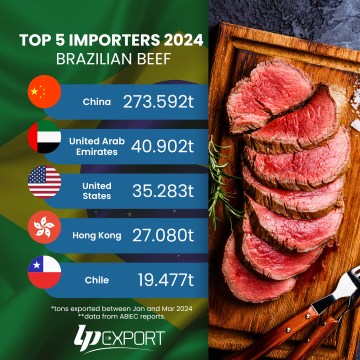 TOP 5 IMPORTERS 2024
BRAZILIAN BEEF
China 273.592t
United Arab
Emirates 40.902t
United
States 35.283t
Hong Kong 27.080t
Chile 19.477t
*tons exported between Jan and Mar 2024
**data from ABIEC reports.
LP EXPORT